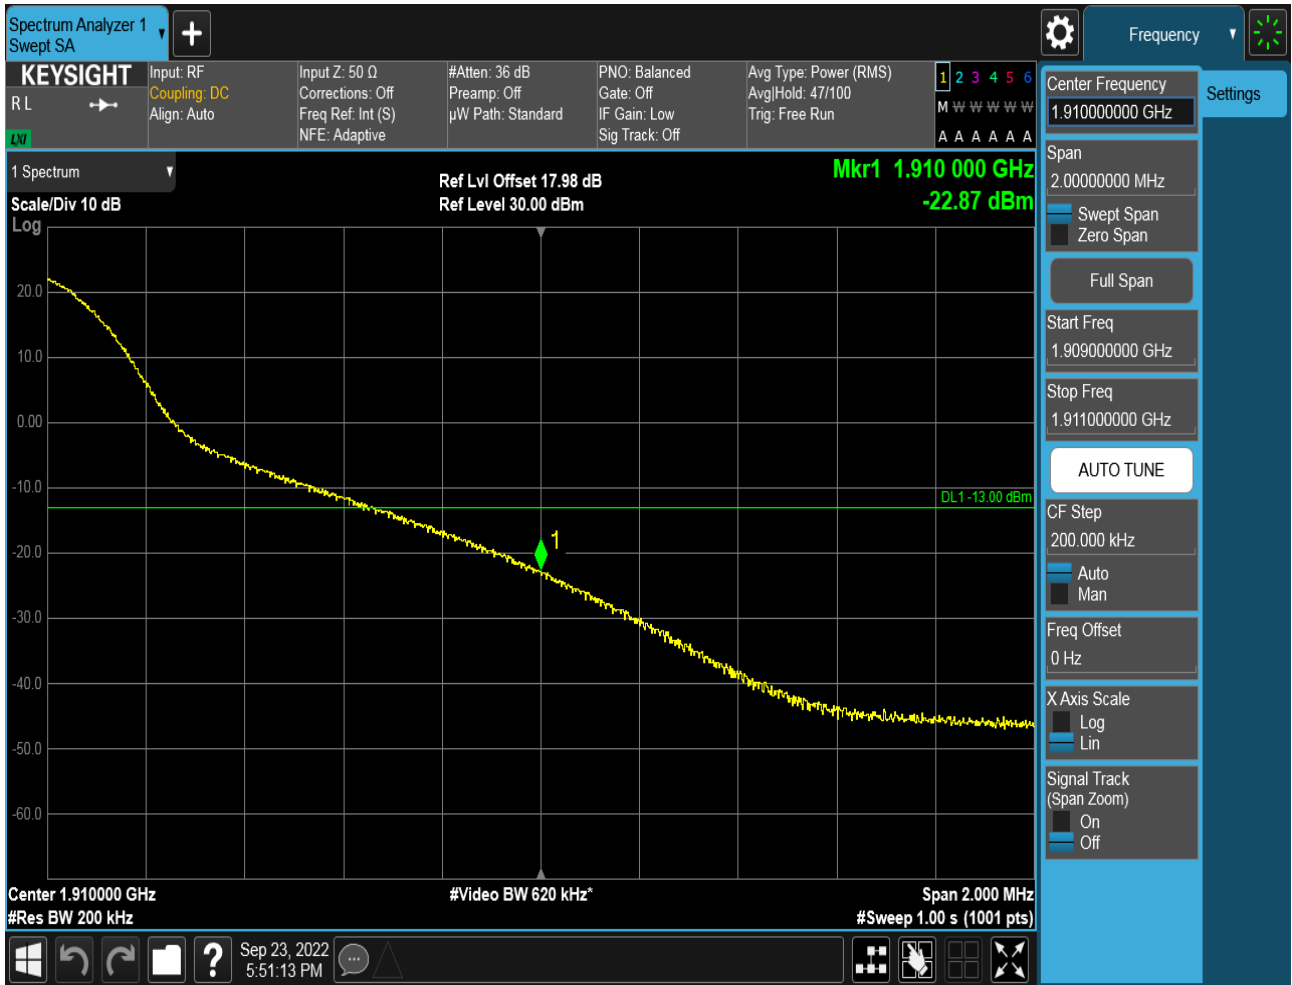 Spectrum Analyzer 1
Swept SA
Frequency
KEYSIGHT
R L
LXI
Input: RF
Coupling: DC
Align: Auto
Input Z: 50 Ω
Corrections: Off
Freq Ref: Int (S)
NFE: Adaptive
#Atten: 36 dB
Preamp: Off
µW Path: Standard
PNO: Balanced
Gate: Off
IF Gain: Low
Sig Track: Off
Avg Type: Power (RMS)
Avg|Hold: 47/100
Trig: Free Run
1 2 3 4 5 6
M W W W W W
A A A A A A
1 Spectrum
Scale/Div 10 dB
Log
Ref Lvl Offset 17.98 dB
Ref Level 30.00 dBm
Mkr1 1.910 000 GHz
-22.87 dBm
20.0
10.0
0.00
-10.0
-20.0
-30.0
-40.0
-50.0
-60.0
DL1 -13.00 dBm
1
Center 1.910000 GHz
#Res BW 200 kHz
#Video BW 620 kHz*
Span 2.000 MHz
#Sweep 1.00 s (1001 pts)
Sep 23, 2022
5:51:13 PM
Center Frequency
1.910000000 GHz
Settings
Span
2.00000000 MHz
Swept Span
Zero Span
Full Span
Start Freq
1.909000000 GHz
Stop Freq
1.911000000 GHz
AUTO TUNE
CF Step
200.000 kHz
Auto
Man
Freq Offset
0 Hz
X Axis Scale
Log
Lin
Signal Track
(Span Zoom)
On
Off